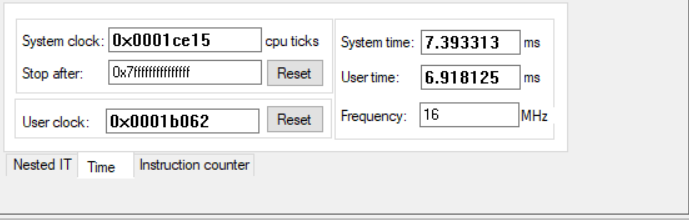 System clock: 0x0001ce15 cpu ticks
Stop after: 0x7fffffffffffffff Reset
User clock: 0x0001b062 Reset
System time: 7.393313 ms
User time: 6.918125 ms
Frequency: 16 MHz
Nested IT Time Instruction counter